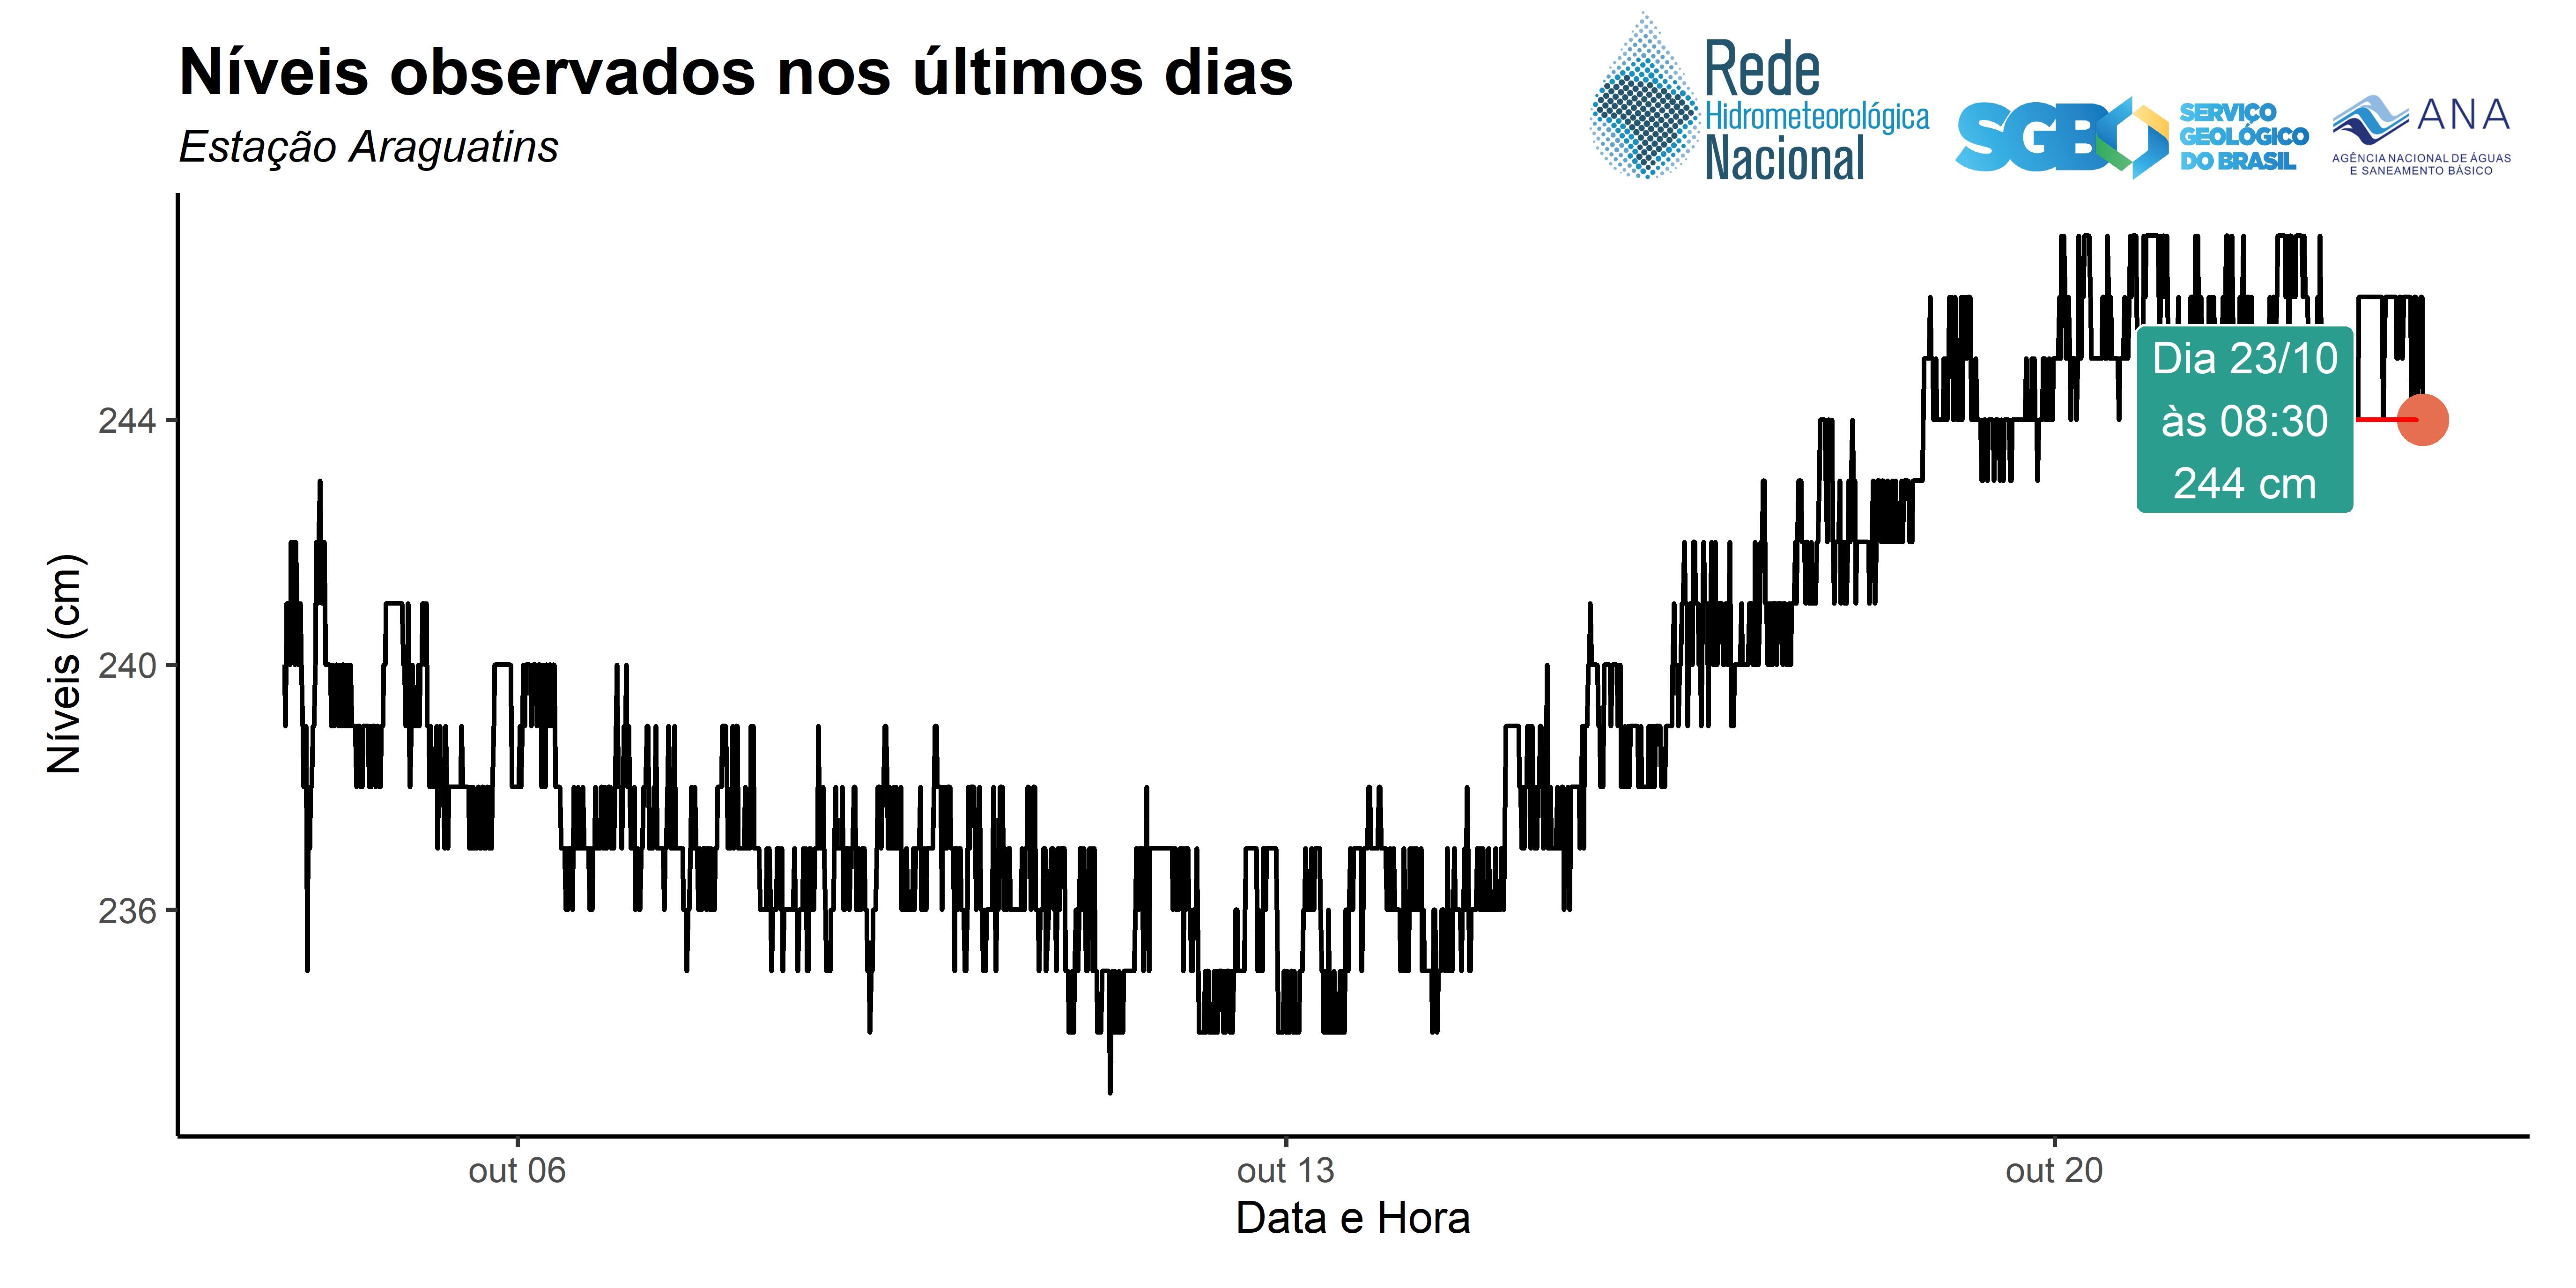 Níveis observados nos últimos dias
Estação Araguatins
Rede
Hidrometeorológica
Nacional
SGB
SERVIÇO
GEOLÓGICO
DO BRASIL
ANA
AGÊNCIA NACIONAL DE ÁGUAS
E SANEAMENTO BÁSICO
Níveis (cm)
244
240
236
Dia 23/10
às 08:30
244 cm
out 06
out 13
out 20
Data e Hora